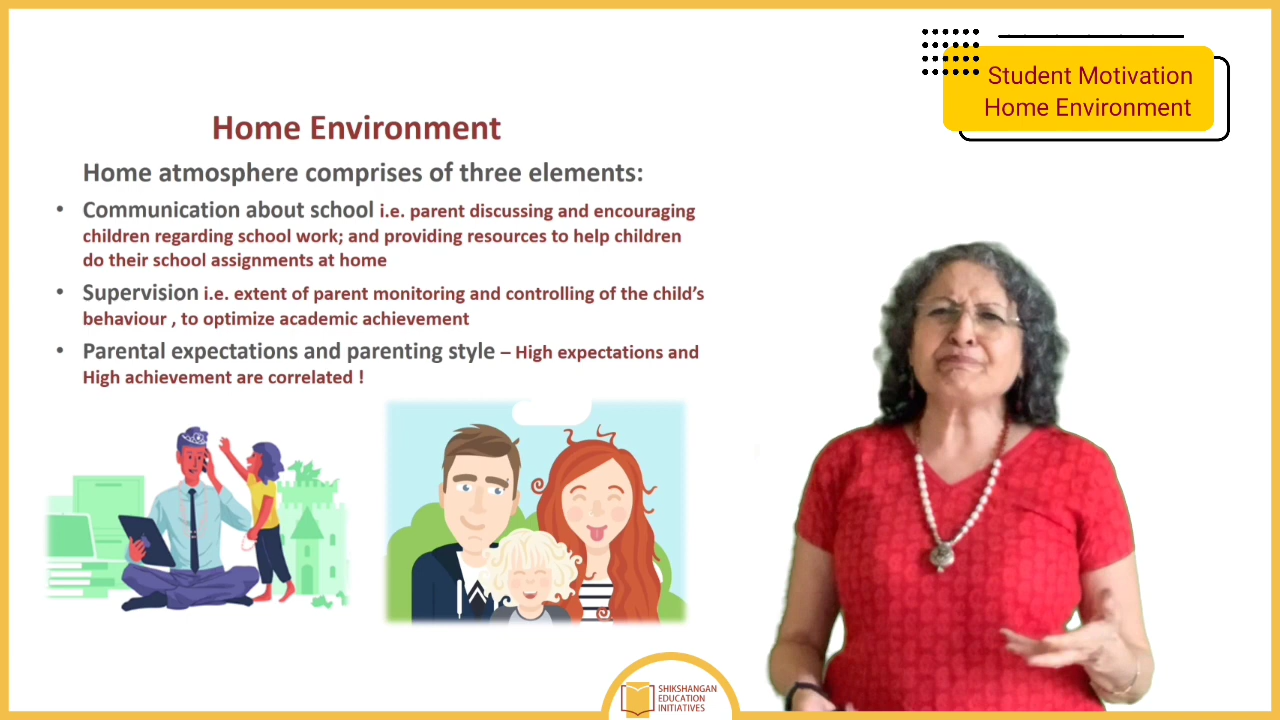 Student Motivation
Home Environment
Home Environment
Home atmosphere comprises of three elements:
• Communication about school i.e. parent discussing and encouraging
children regarding school work; and providing resources to help children
do their school assignments at home
• Supervision i.e. extent of parent monitoring and controlling of the child’s
behaviour , to optimize academic achievement
• Parental expectations and parenting style – High expectations and
High achievement are correlated !
SHIKSHANGAN
EDUCATION
INITIATIVES